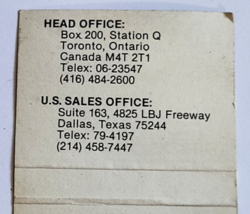 HEAD OFFICE:
Box 200, Station Q
Toronto, Ontario
Canada M4T 2T1
Telex: 06-23547
(416) 484-2600
U.S. SALES OFFICE:
Suite 163, 4825 LBJ Freeway
Dallas, Texas 75244
Telex: 79-4197
(214) 458-7447